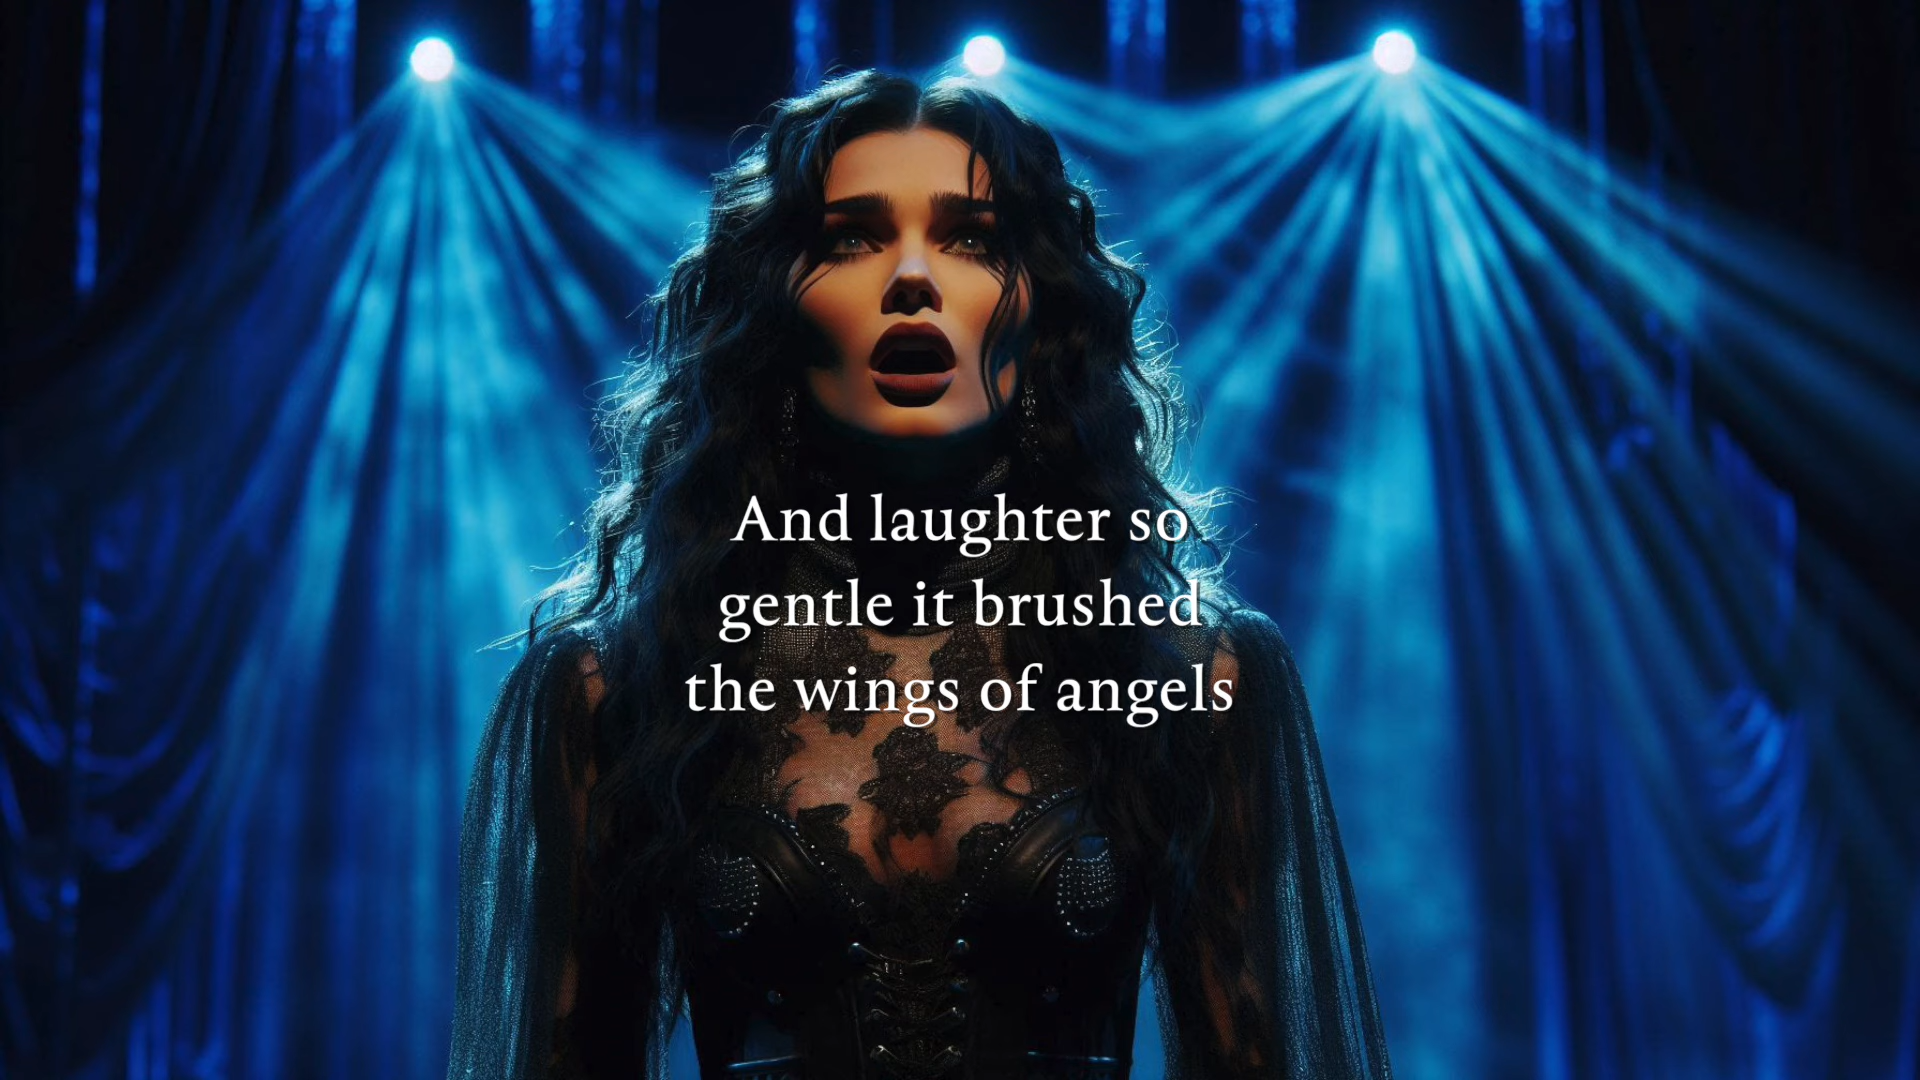 And laughter so
gentle it brushed
the wings of angels